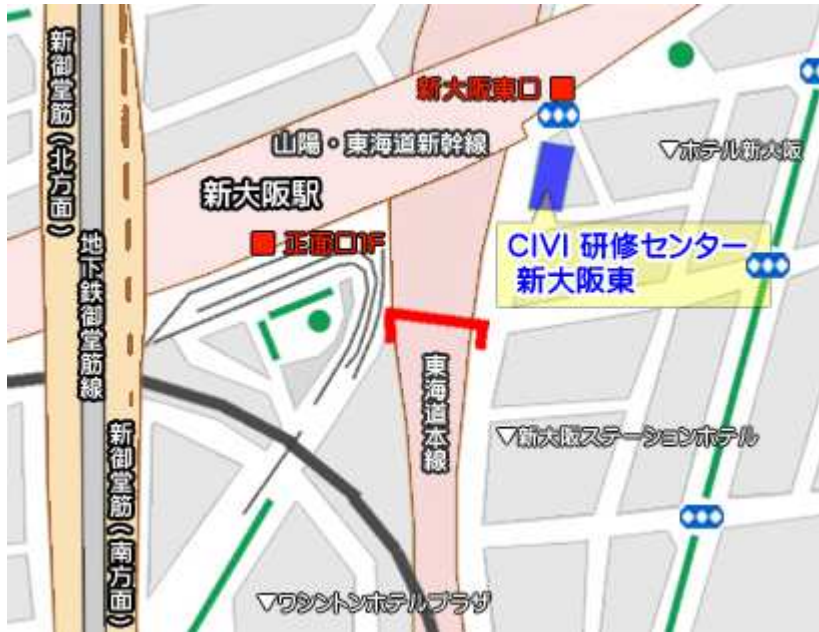 新御堂筋(北方面)
新大阪東口
山陽・東海道新幹線
▽ホテル新大阪
新大阪駅
正面口1F
CIVI 研修センター
新大阪東
地下鉄御堂筋線
東海道本線
▽新大阪ステーションホテル
新御堂筋(南方面)
▽ワシントンホテルプラザ